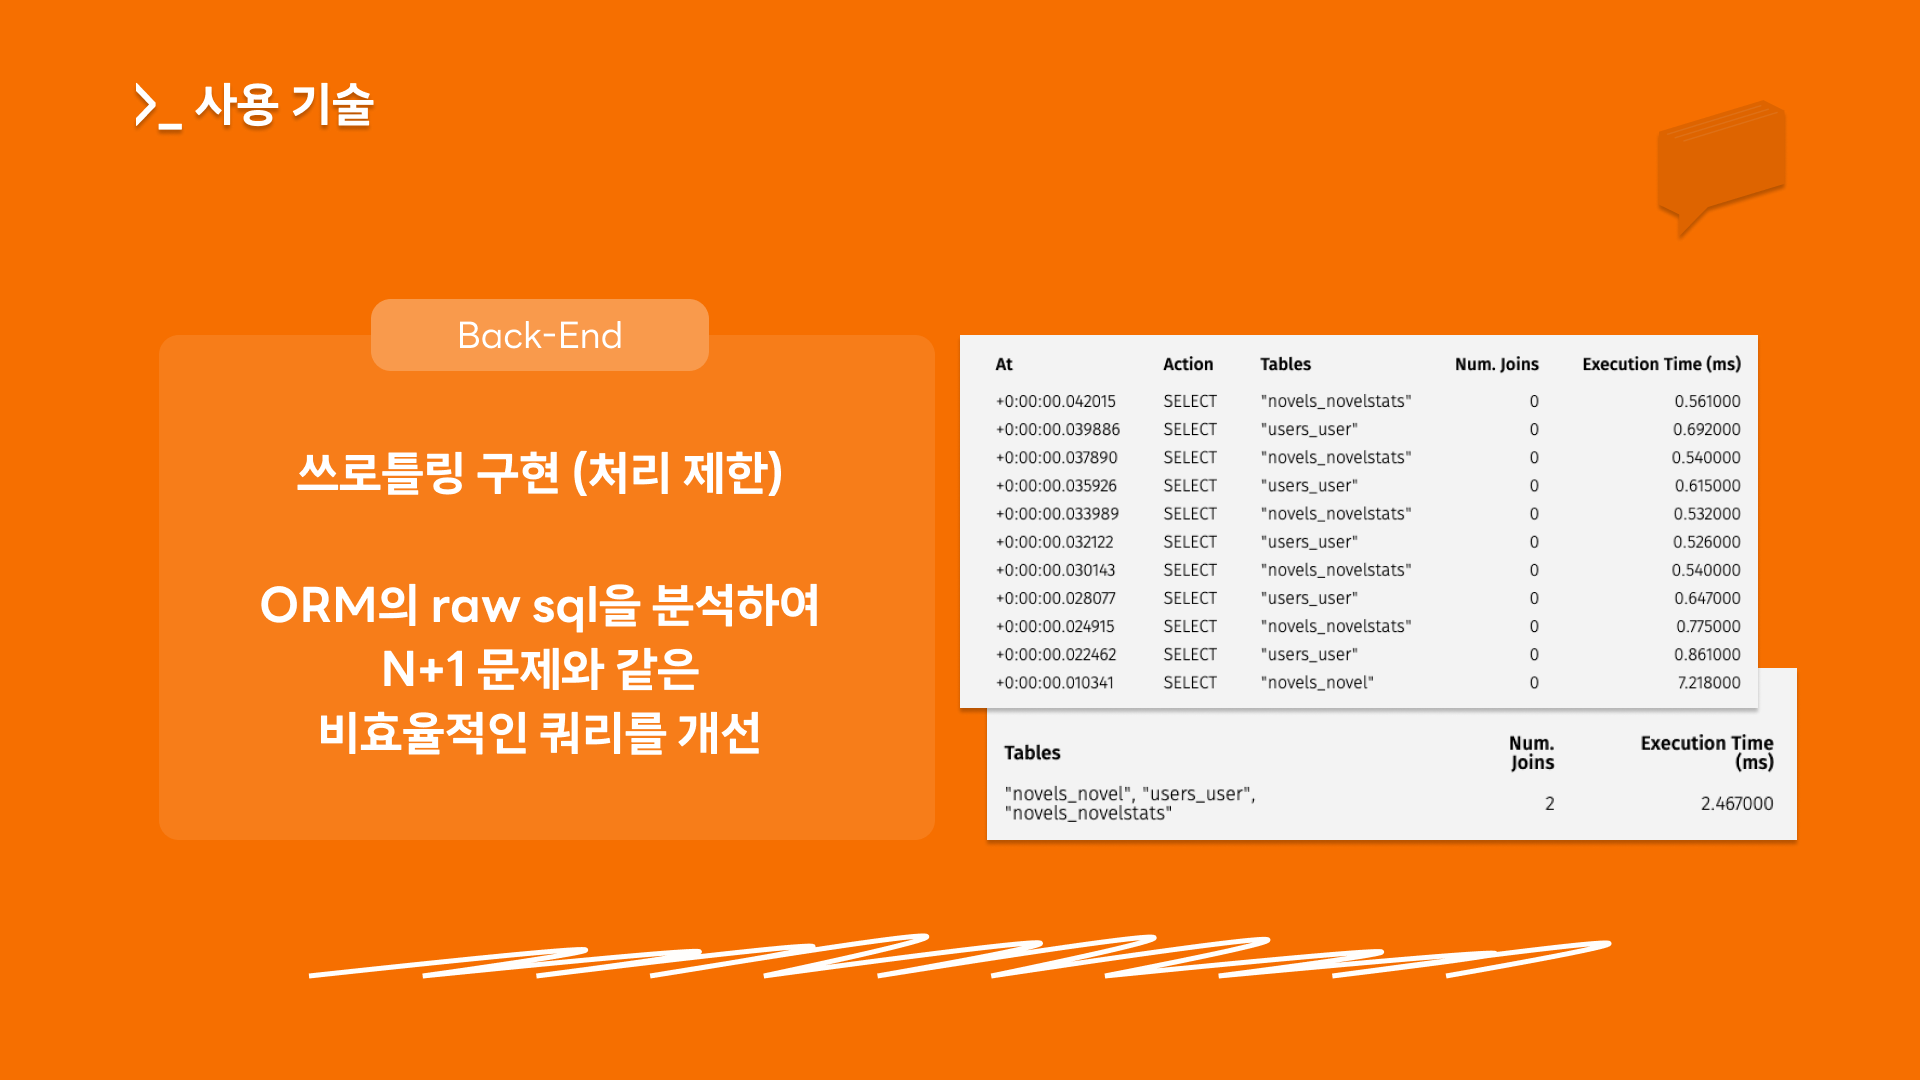 >_ 사용 기술
Back-End
쓰로틀링 구현 (처리 제한)
ORM의 raw sql을 분석하여
N+1 문제와 같은
비효율적인 쿼리를 개선
At Action Tables Num. Joins Execution Time (ms)
+0:00:00.042015 SELECT "novels_novelstats" 0 0.561000
+0:00:00.039886 SELECT "users_user" 0 0.692000
+0:00:00.037890 SELECT "novels_novelstats" 0 0.540000
+0:00:00.035926 SELECT "users_user" 0 0.615000
+0:00:00.033989 SELECT "novels_novelstats" 0 0.532000
+0:00:00.032122 SELECT "users_user" 0 0.526000
+0:00:00.030143 SELECT "novels_novelstats" 0 0.540000
+0:00:00.028077 SELECT "users_user" 0 0.647000
+0:00:00.024915 SELECT "novels_novelstats" 0 0.775000
+0:00:00.022462 SELECT "users_user" 0 0.861000
+0:00:00.010341 SELECT "novels_novel" 0 7.218000
Tables Num. Joins Execution Time (ms)
"novels_novel", "users_user",
"novels_novelstats" 2 2.467000